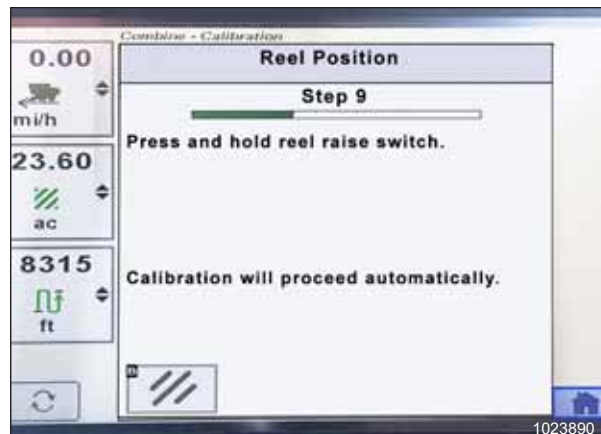 Combine - Calibration
Reel Position
Step 9
Press and hold reel raise switch.
Calibration will proceed automatically.
0.00
mi/h
23.60
ac
8315
ft
1023890